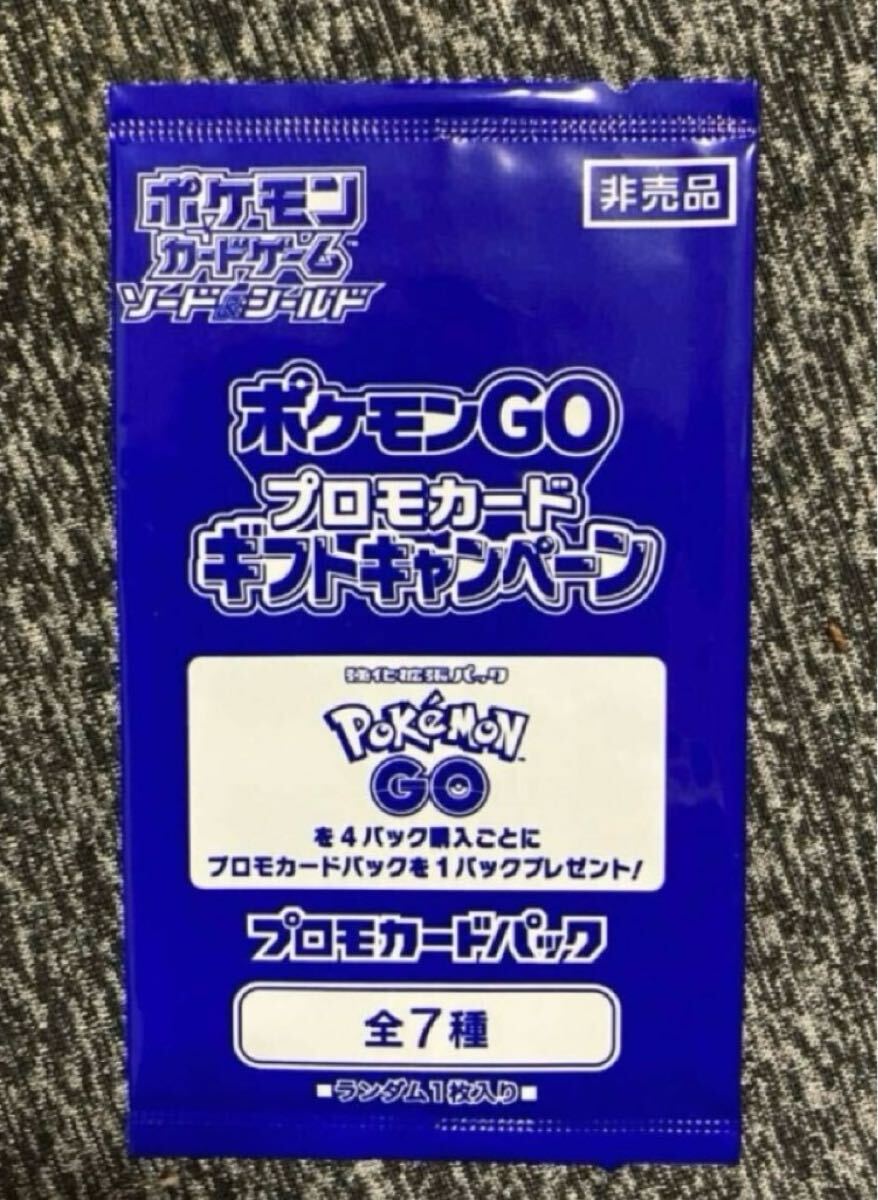 ポケモン
カードゲーム™
ソード&シールド
非売品
ポケモンGO
プロモカード
ギフトキャンペーン
強化拡張パック
POKéMON™
GO
を4パック購入ごとに
プロモカードパックを1パックプレゼント!
プロモカードパック
全7種
■ランダム1枚入り■